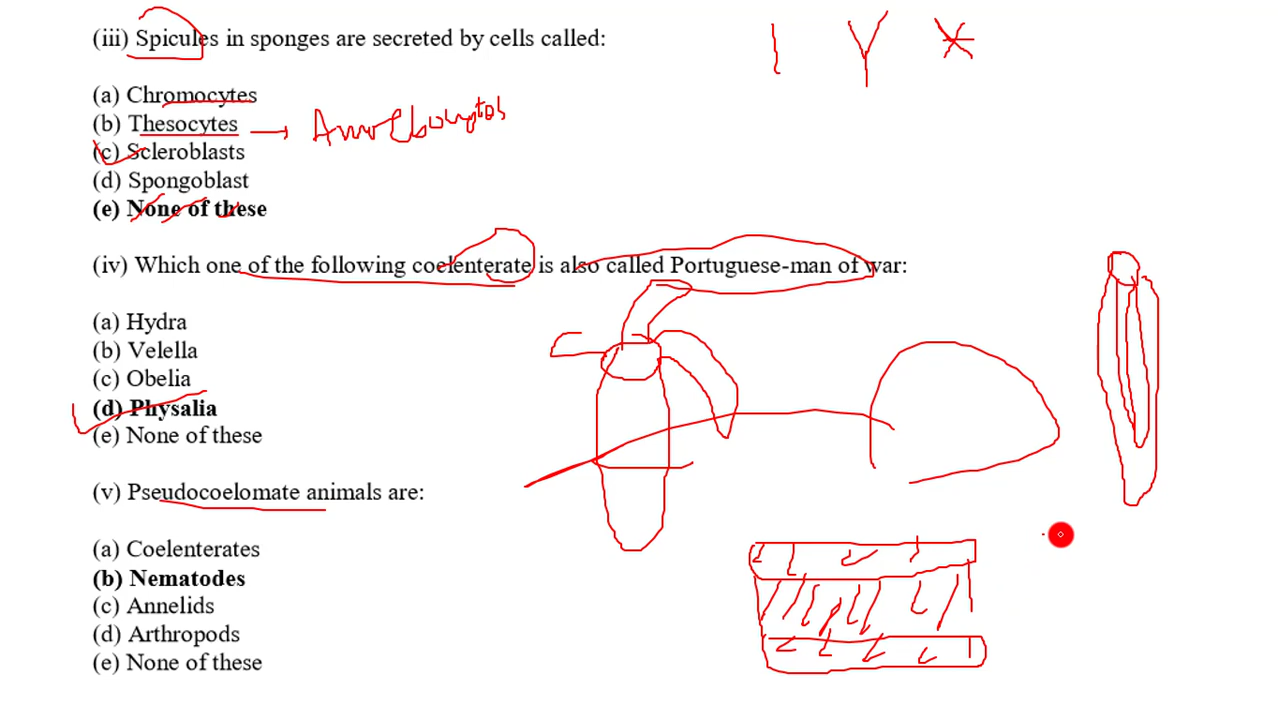 (iii) Spicules in sponges are secreted by cells called:
(a) Chromocytes
(b) Thesocytes
(c) Scleroblasts
(d) Spongoblast
(e) None of these
(iv) Which one of the following coelenterate is also called Portuguese-man of war:
(a) Hydra
(b) Velella
(c) Obelia
(d) Physalia
(e) None of these
(v) Pseudocoelomate animals are:
(a) Coelenterates
(b) Nematodes
(c) Annelids
(d) Arthropods
(e) None of these